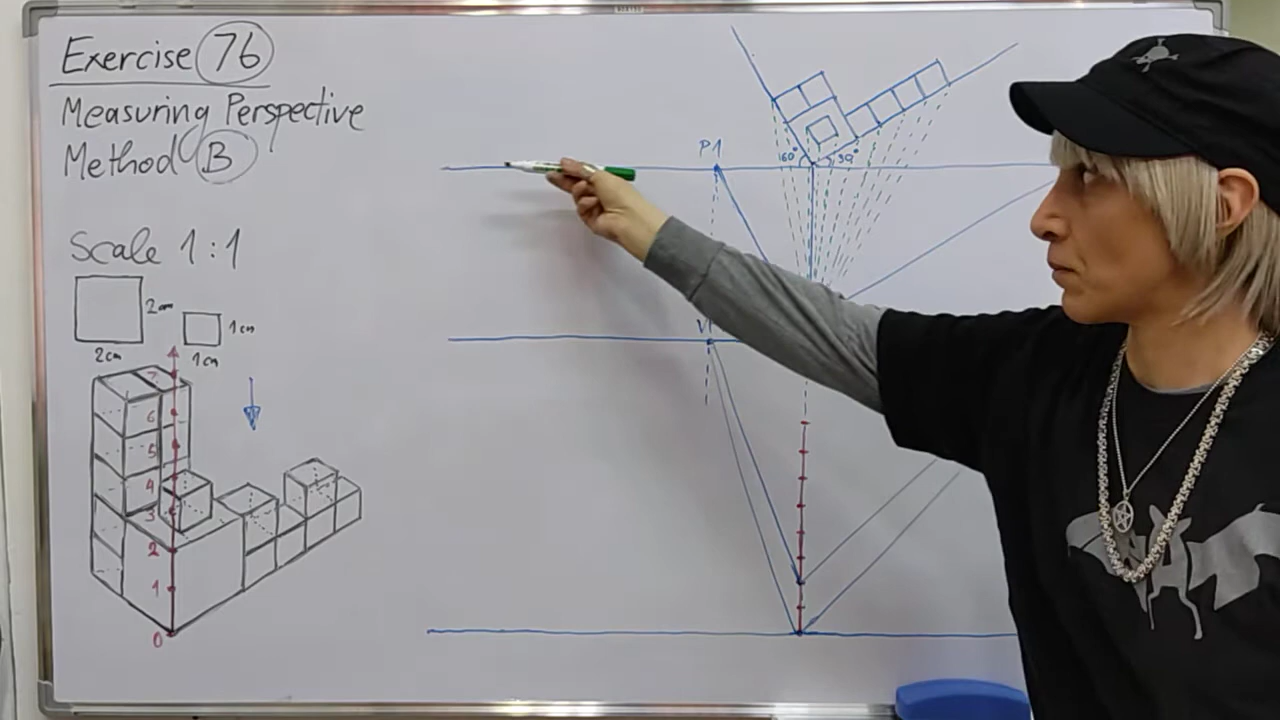 Exercise 76
Measuring Perspective
Method B
Scale 1:1
2cm
1cm
2cm
1cm
7
6
5
4
3
2
1
0
P1
60°
30°
V1